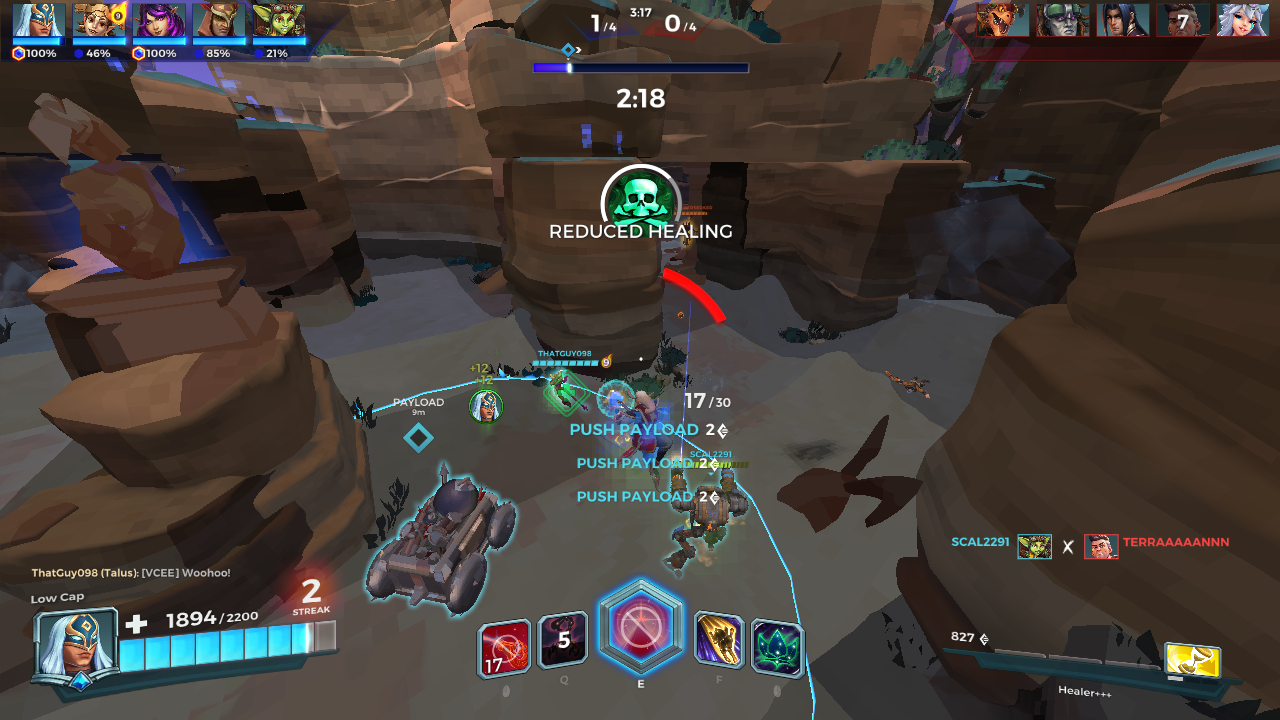 100%
46%
100%
85%
21%
9
1/4
3:17
0/4
7
2:18
REDUCED HEALING
THATGUY098
9
+12
+12
PAYLOAD
9m
17/30
PUSH PAYLOAD 2
SCAL2291
PUSH PAYLOAD 2
PUSH PAYLOAD 2
SCAL2291 X TERRAAAAANNN
ThatGuy098 (Talus): [VCEE] Woohoo!
Low Cap
1894/2200
2
STREAK
17
5
Q
E
F
827
Healer+++